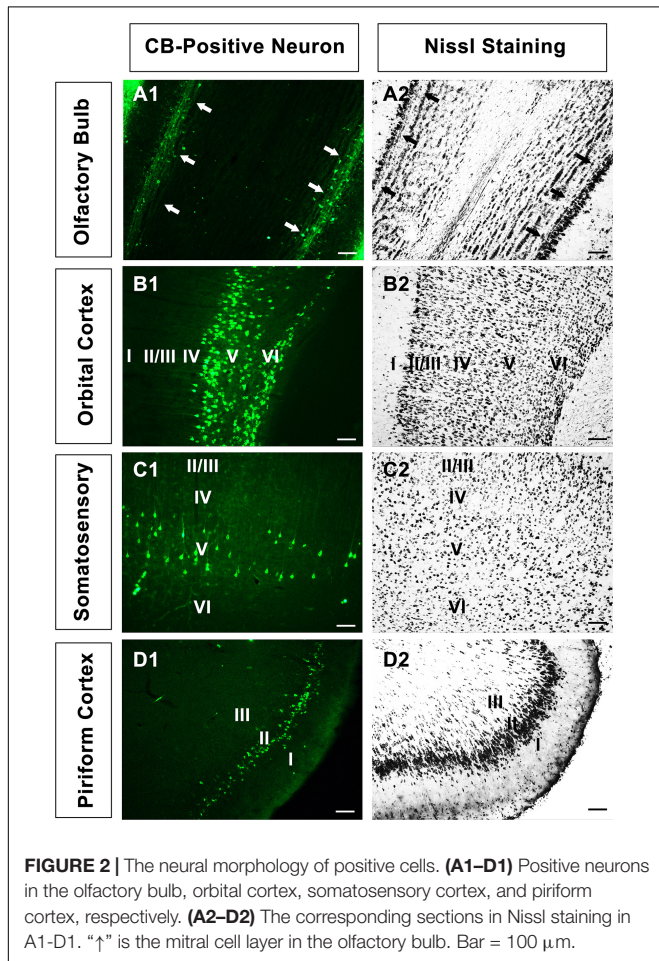 CB-Positive Neuron
Nissl Staining
Olfactory Bulb
A1
A2
Orbital Cortex
B1
I II/III IV V VI
B2
I II/III IV V VI
Somatosensory
C1
II/III
IV
V
VI
C2
II/III
IV
V
VI
Piriform Cortex
D1
III
II
I
D2
III
II
I
FIGURE 2 | The neural morphology of positive cells. (A1–D1) Positive neurons
in the olfactory bulb, orbital cortex, somatosensory cortex, and piriform
cortex, respectively. (A2–D2) The corresponding sections in Nissl staining in
A1-D1. “↑” is the mitral cell layer in the olfactory bulb. Bar = 100 μm.